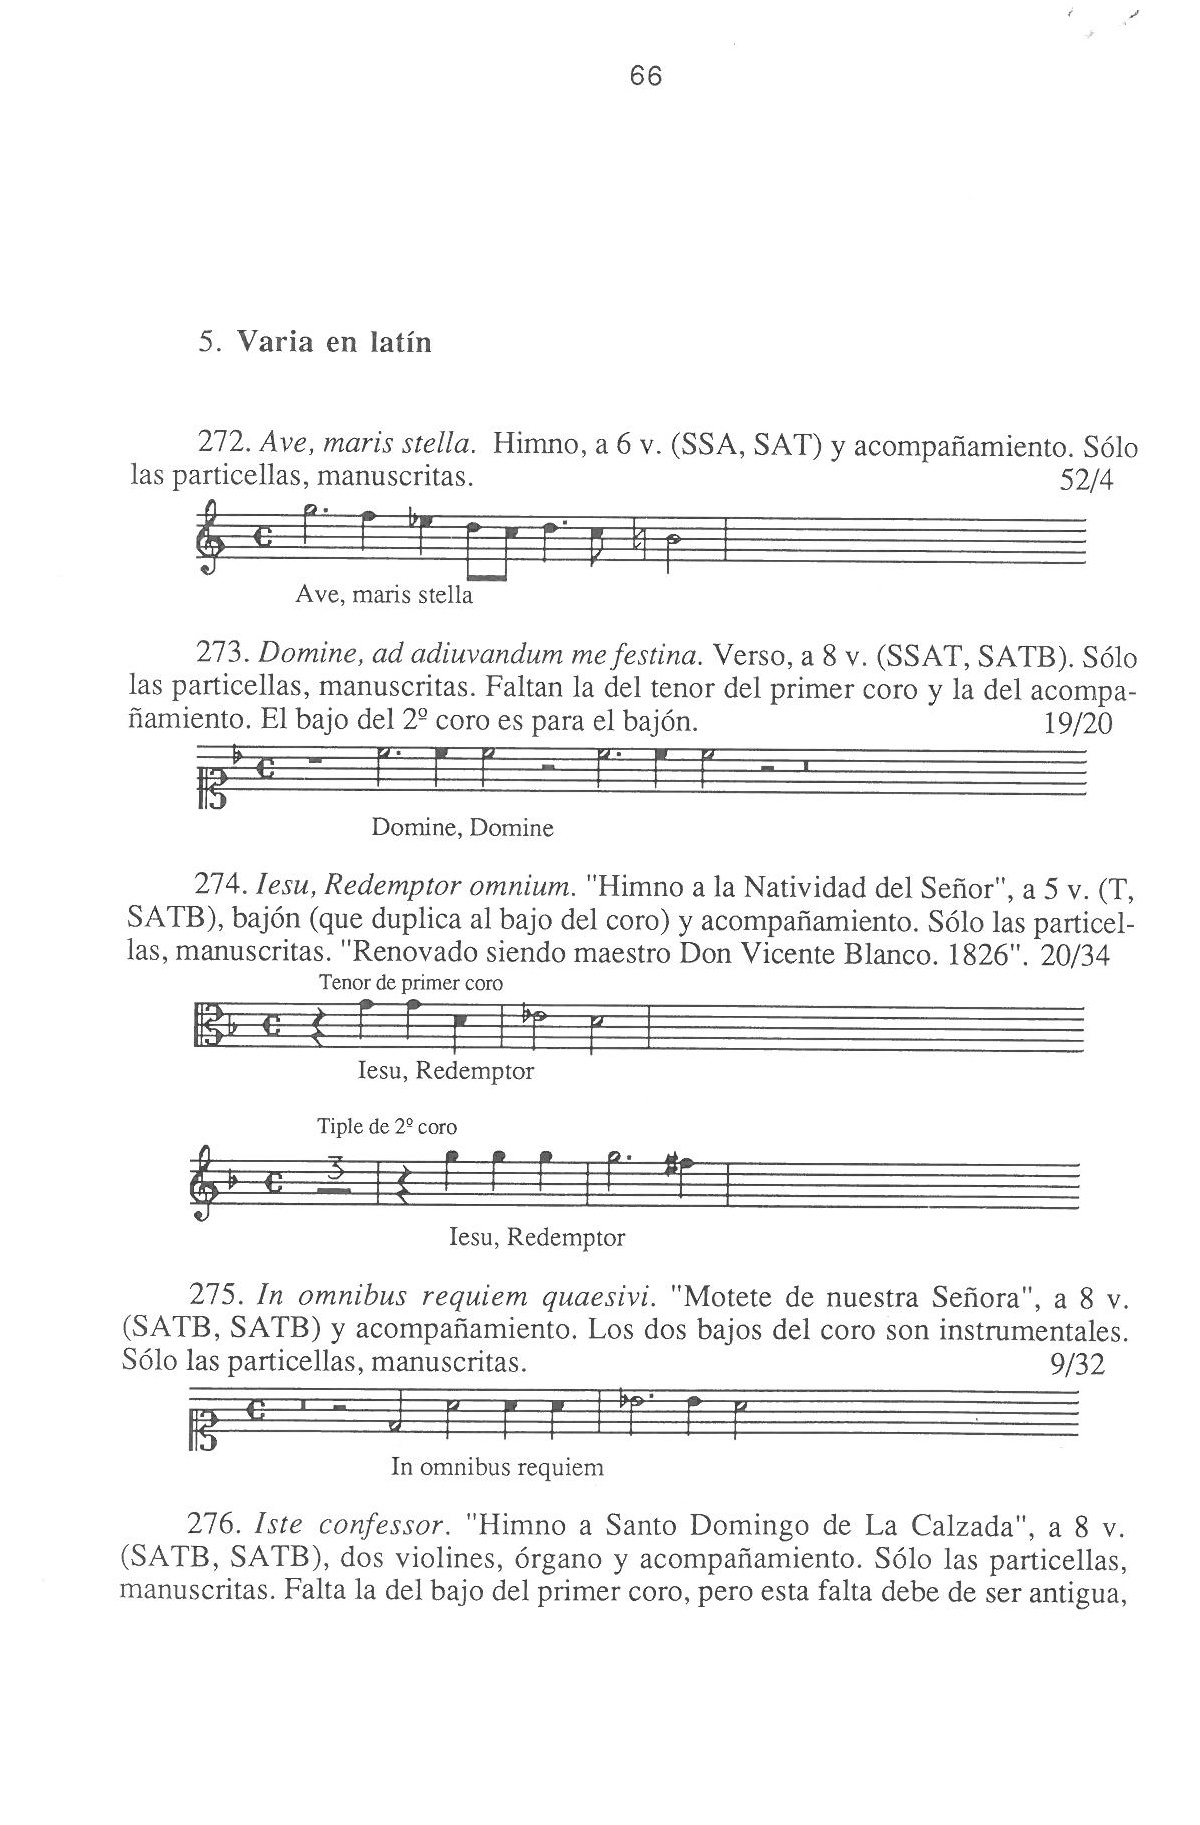 66
5. Varia en latín
272. Ave, maris stella. Himno, a 6 v. (SSA, SAT) y acompañamiento. Sólo
las particellas, manuscritas. 52/4
Ave, maris stella
273. Domine, ad adiuvandum me festina. Verso, a 8 v. (SSAT, SATB). Sólo
las particellas, manuscritas. Faltan la del tenor del primer coro y la del acompa-
ñamiento. El bajo del 2º coro es para el bajón. 19/20
Domine, Domine
274. Iesu, Redemptor omnium. "Himno a la Natividad del Señor", a 5 v. (T,
SATB), bajón (que duplica al bajo del coro) y acompañamiento. Sólo las particel-
las, manuscritas. "Renovado siendo maestro Don Vicente Blanco. 1826". 20/34
Tenor de primer coro
Iesu, Redemptor
Tiple de 2º coro
3
Iesu, Redemptor
275. In omnibus requiem quaesivi. "Motete de nuestra Señora", a 8 v.
(SATB, SATB) y acompañamiento. Los dos bajos del coro son instrumentales.
Sólo las particellas, manuscritas. 9/32
In omnibus requiem
276. Iste confessor. "Himno a Santo Domingo de La Calzada", a 8 v.
(SATB, SATB), dos violines, órgano y acompañamiento. Sólo las particellas,
manuscritas. Falta la del bajo del primer coro, pero esta falta debe de ser antigua,